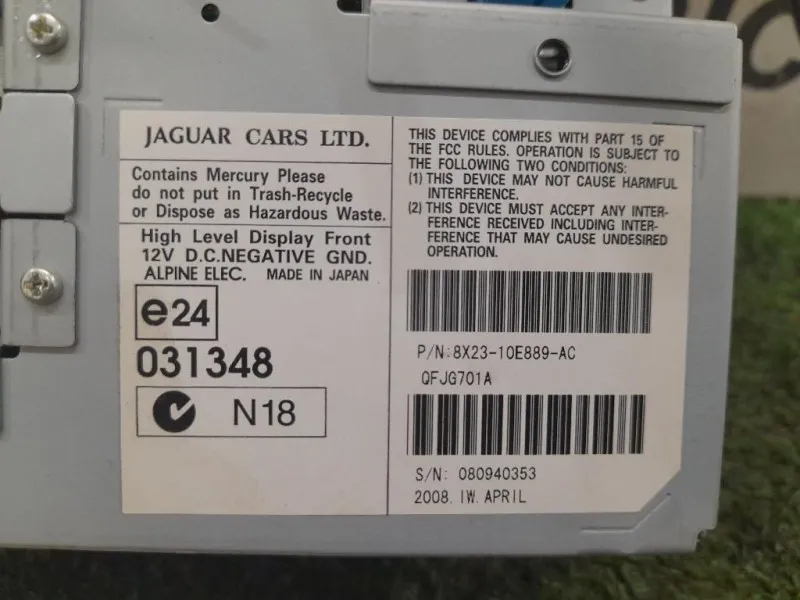 JAGUAR CARS LTD.
Contains Mercury Please
do not put in Trash-Recycle
or Dispose as Hazardous Waste.
High Level Display Front
12V D.C.NEGATIVE GND.
ALPINE ELEC. MADE IN JAPAN
e24
031348
N18
THIS DEVICE COMPLIES WITH PART 15 OF
THE FCC RULES. OPERATION IS SUBJECT TO
THE FOLLOWING TWO CONDITIONS:
(1) THIS DEVICE MAY NOT CAUSE HARMFUL
INTERFERENCE.
(2) THIS DEVICE MUST ACCEPT ANY INTER-
FERENCE RECEIVED INCLUDING INTER-
FERENCE THAT MAY CAUSE UNDESIRED
OPERATION.
P/N:8X23-10E889-AC
QFJG701A
S/N: 080940353
2008. IW. APRIL